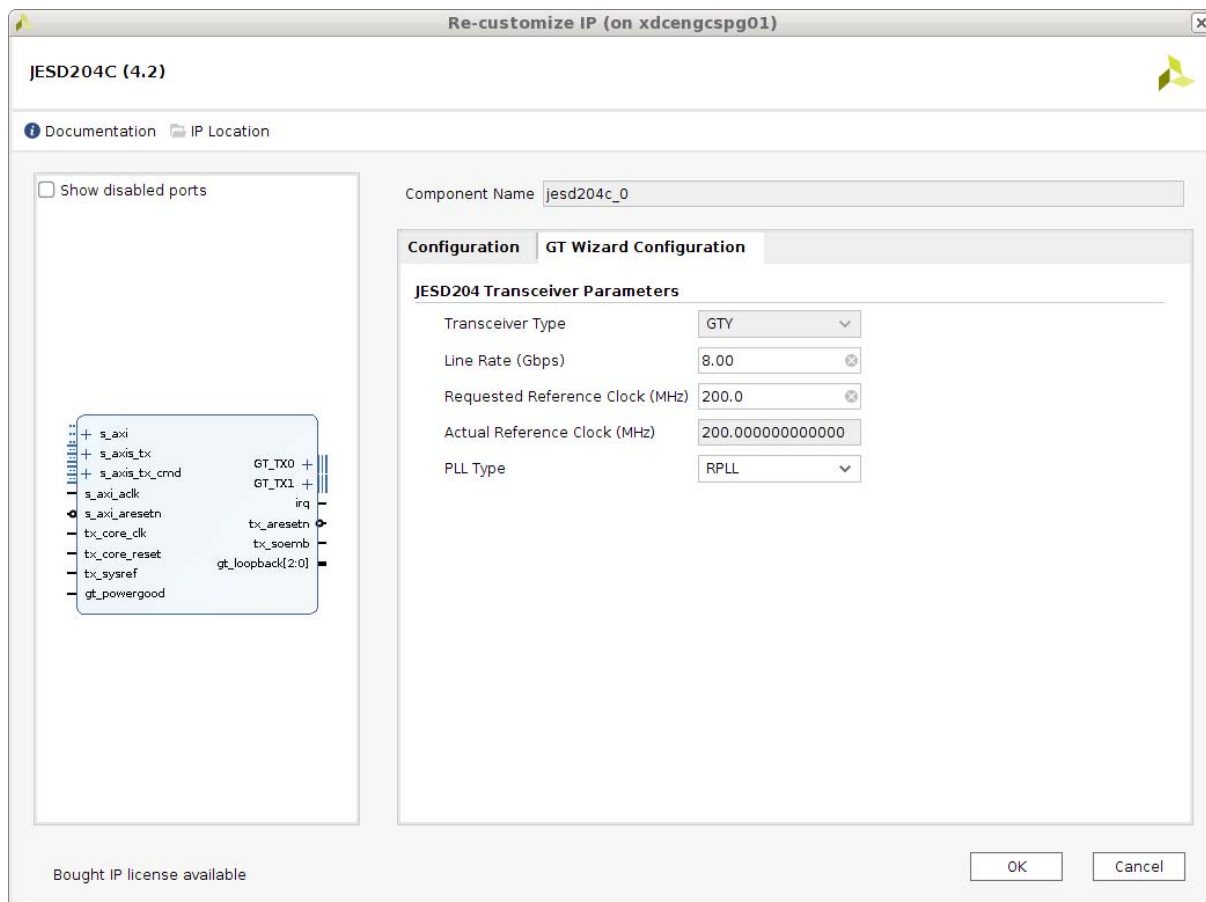 Re-customize IP (on xdcengcspg01)
JESD204C (4.2)
Documentation IP Location
Show disabled ports
s_axi
s_axis_tx
s_axis_tx_cmd
s_axi_aclk
s_axi_aresetn
tx_core_clk
tx_core_reset
tx_sysref
gt_powergood
GT_TX0
GT_TX1
irq
tx_aresetn
tx_soemb
gt_loopback[2:0]
Component Name jesd204c_0
Configuration GT Wizard Configuration
JESD204 Transceiver Parameters
Transceiver Type GTY
Line Rate (Gbps) 8.00
Requested Reference Clock (MHz) 200.0
Actual Reference Clock (MHz) 200.000000000000
PLL Type RPLL
Bought IP license available
OK Cancel